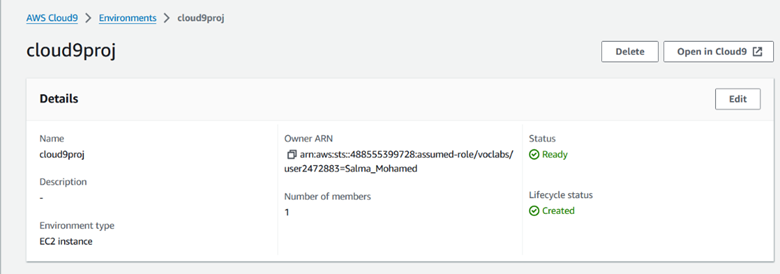 AWS Cloud9 > Environments > cloud9proj
cloud9proj
Delete
Open in Cloud9
Details
Edit
Name
cloud9proj
Description
-
Environment type
EC2 instance
Owner ARN
arn:aws:sts::488555399728:assumed-role/voclabs/
user2472883=Salma_Mohamed
Number of members
1
Status
Ready
Lifecycle status
Created